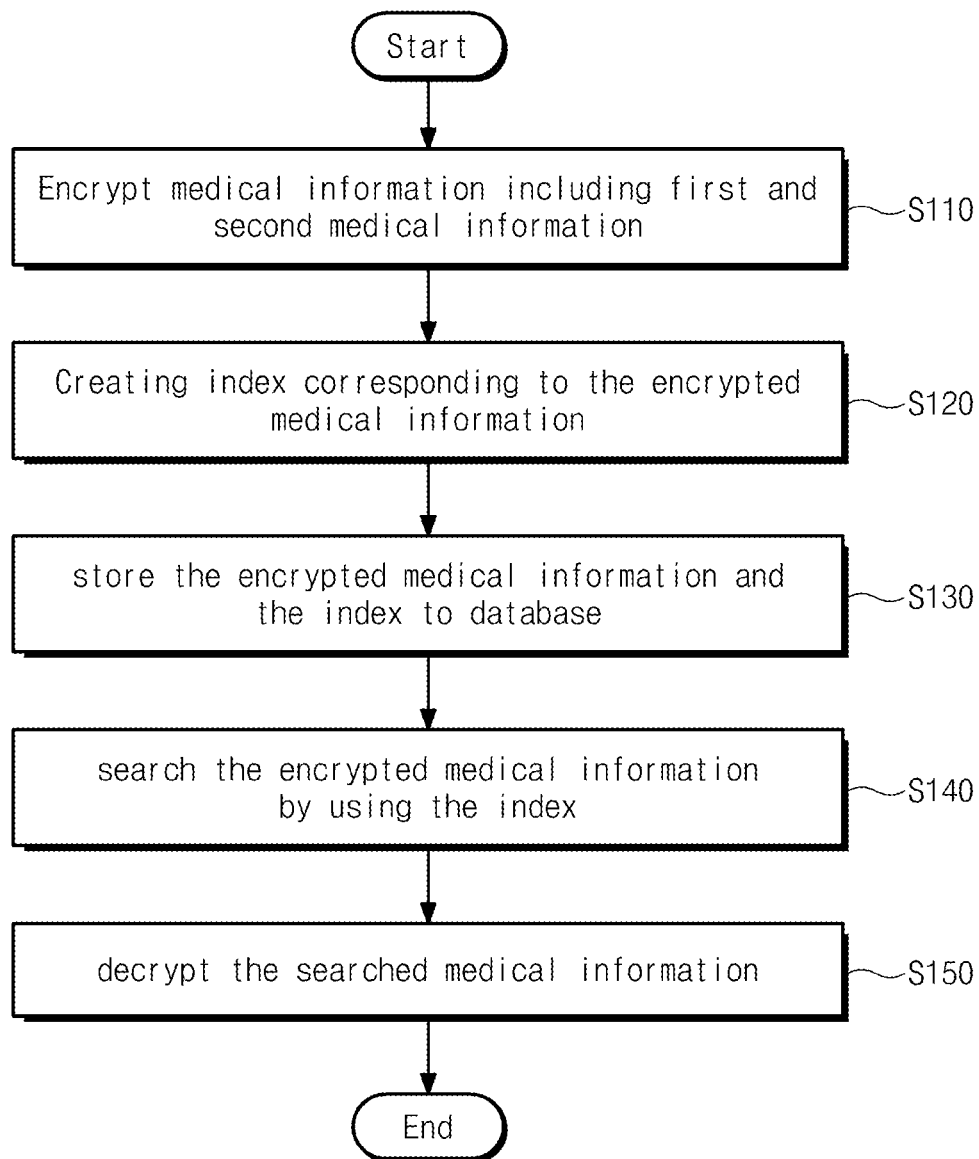 Start
Encrypt medical information including first and
second medical information
S110
Creating index corresponding to the encrypted
medical information
S120
store the encrypted medical information and
the index to database
S130
search the encrypted medical information
by using the index
S140
decrypt the searched medical information
S150
End